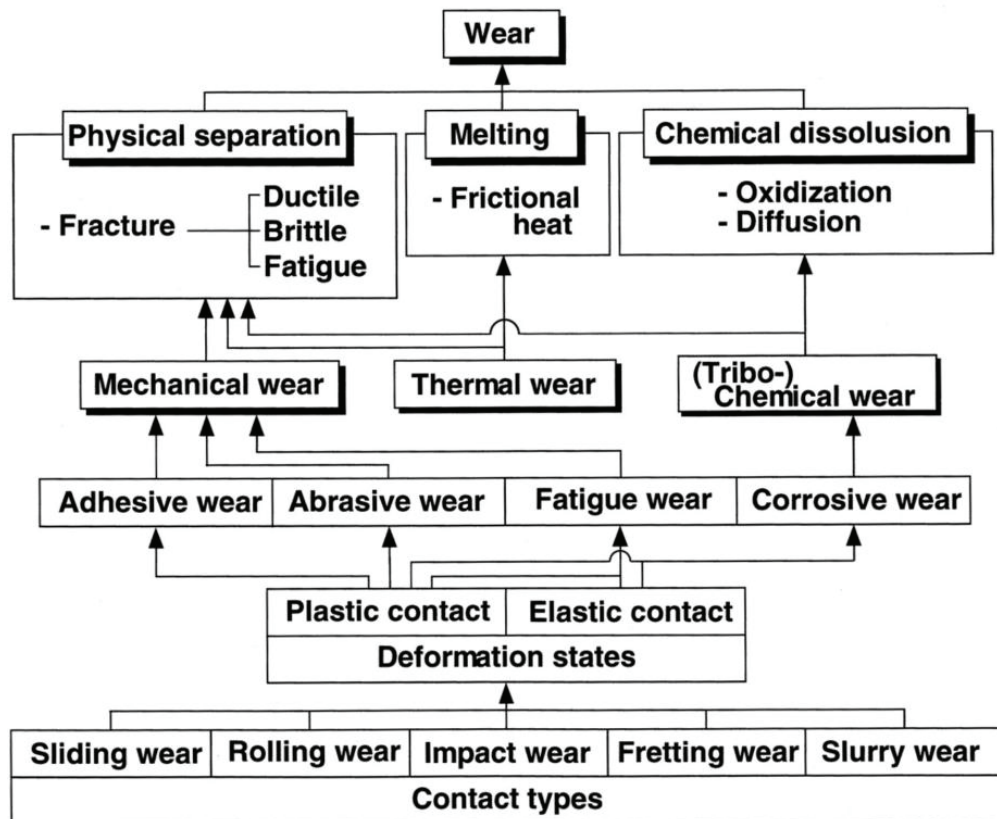 Wear
Physical separation
Melting
Chemical dissolusion
- Fracture
Ductile
Brittle
Fatigue
- Frictional
heat
- Oxidization
- Diffusion
Mechanical wear
Thermal wear
(Tribo-)
Chemical wear
Adhesive wear
Abrasive wear
Fatigue wear
Corrosive wear
Plastic contact
Elastic contact
Deformation states
Sliding wear
Rolling wear
Impact wear
Fretting wear
Slurry wear
Contact types